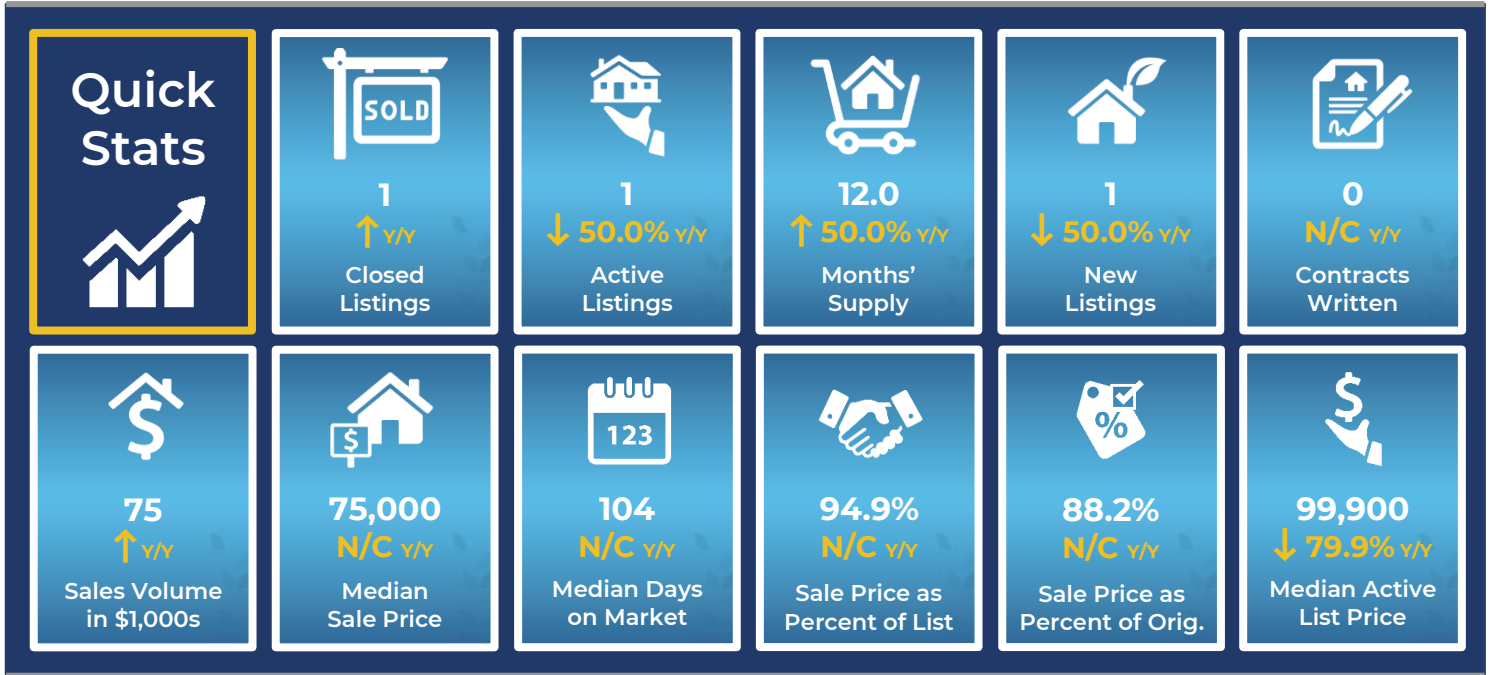 Quick
Stats
SOLD
1
↑ Y/Y
Closed
Listings
1
↓ 50.0% Y/Y
Active
Listings
12.0
↑ 50.0% Y/Y
Months’
Supply
1
↓ 50.0% Y/Y
New
Listings
0
N/C Y/Y
Contracts
Written
$
75
↑ Y/Y
Sales Volume
in $1,000s
$
75,000
N/C Y/Y
Median
Sale Price
123
104
N/C Y/Y
Median Days
on Market
94.9%
N/C Y/Y
Sale Price as
Percent of List
%
88.2%
N/C Y/Y
Sale Price as
Percent of Orig.
$
99,900
↓ 79.9% Y/Y
Median Active
List Price